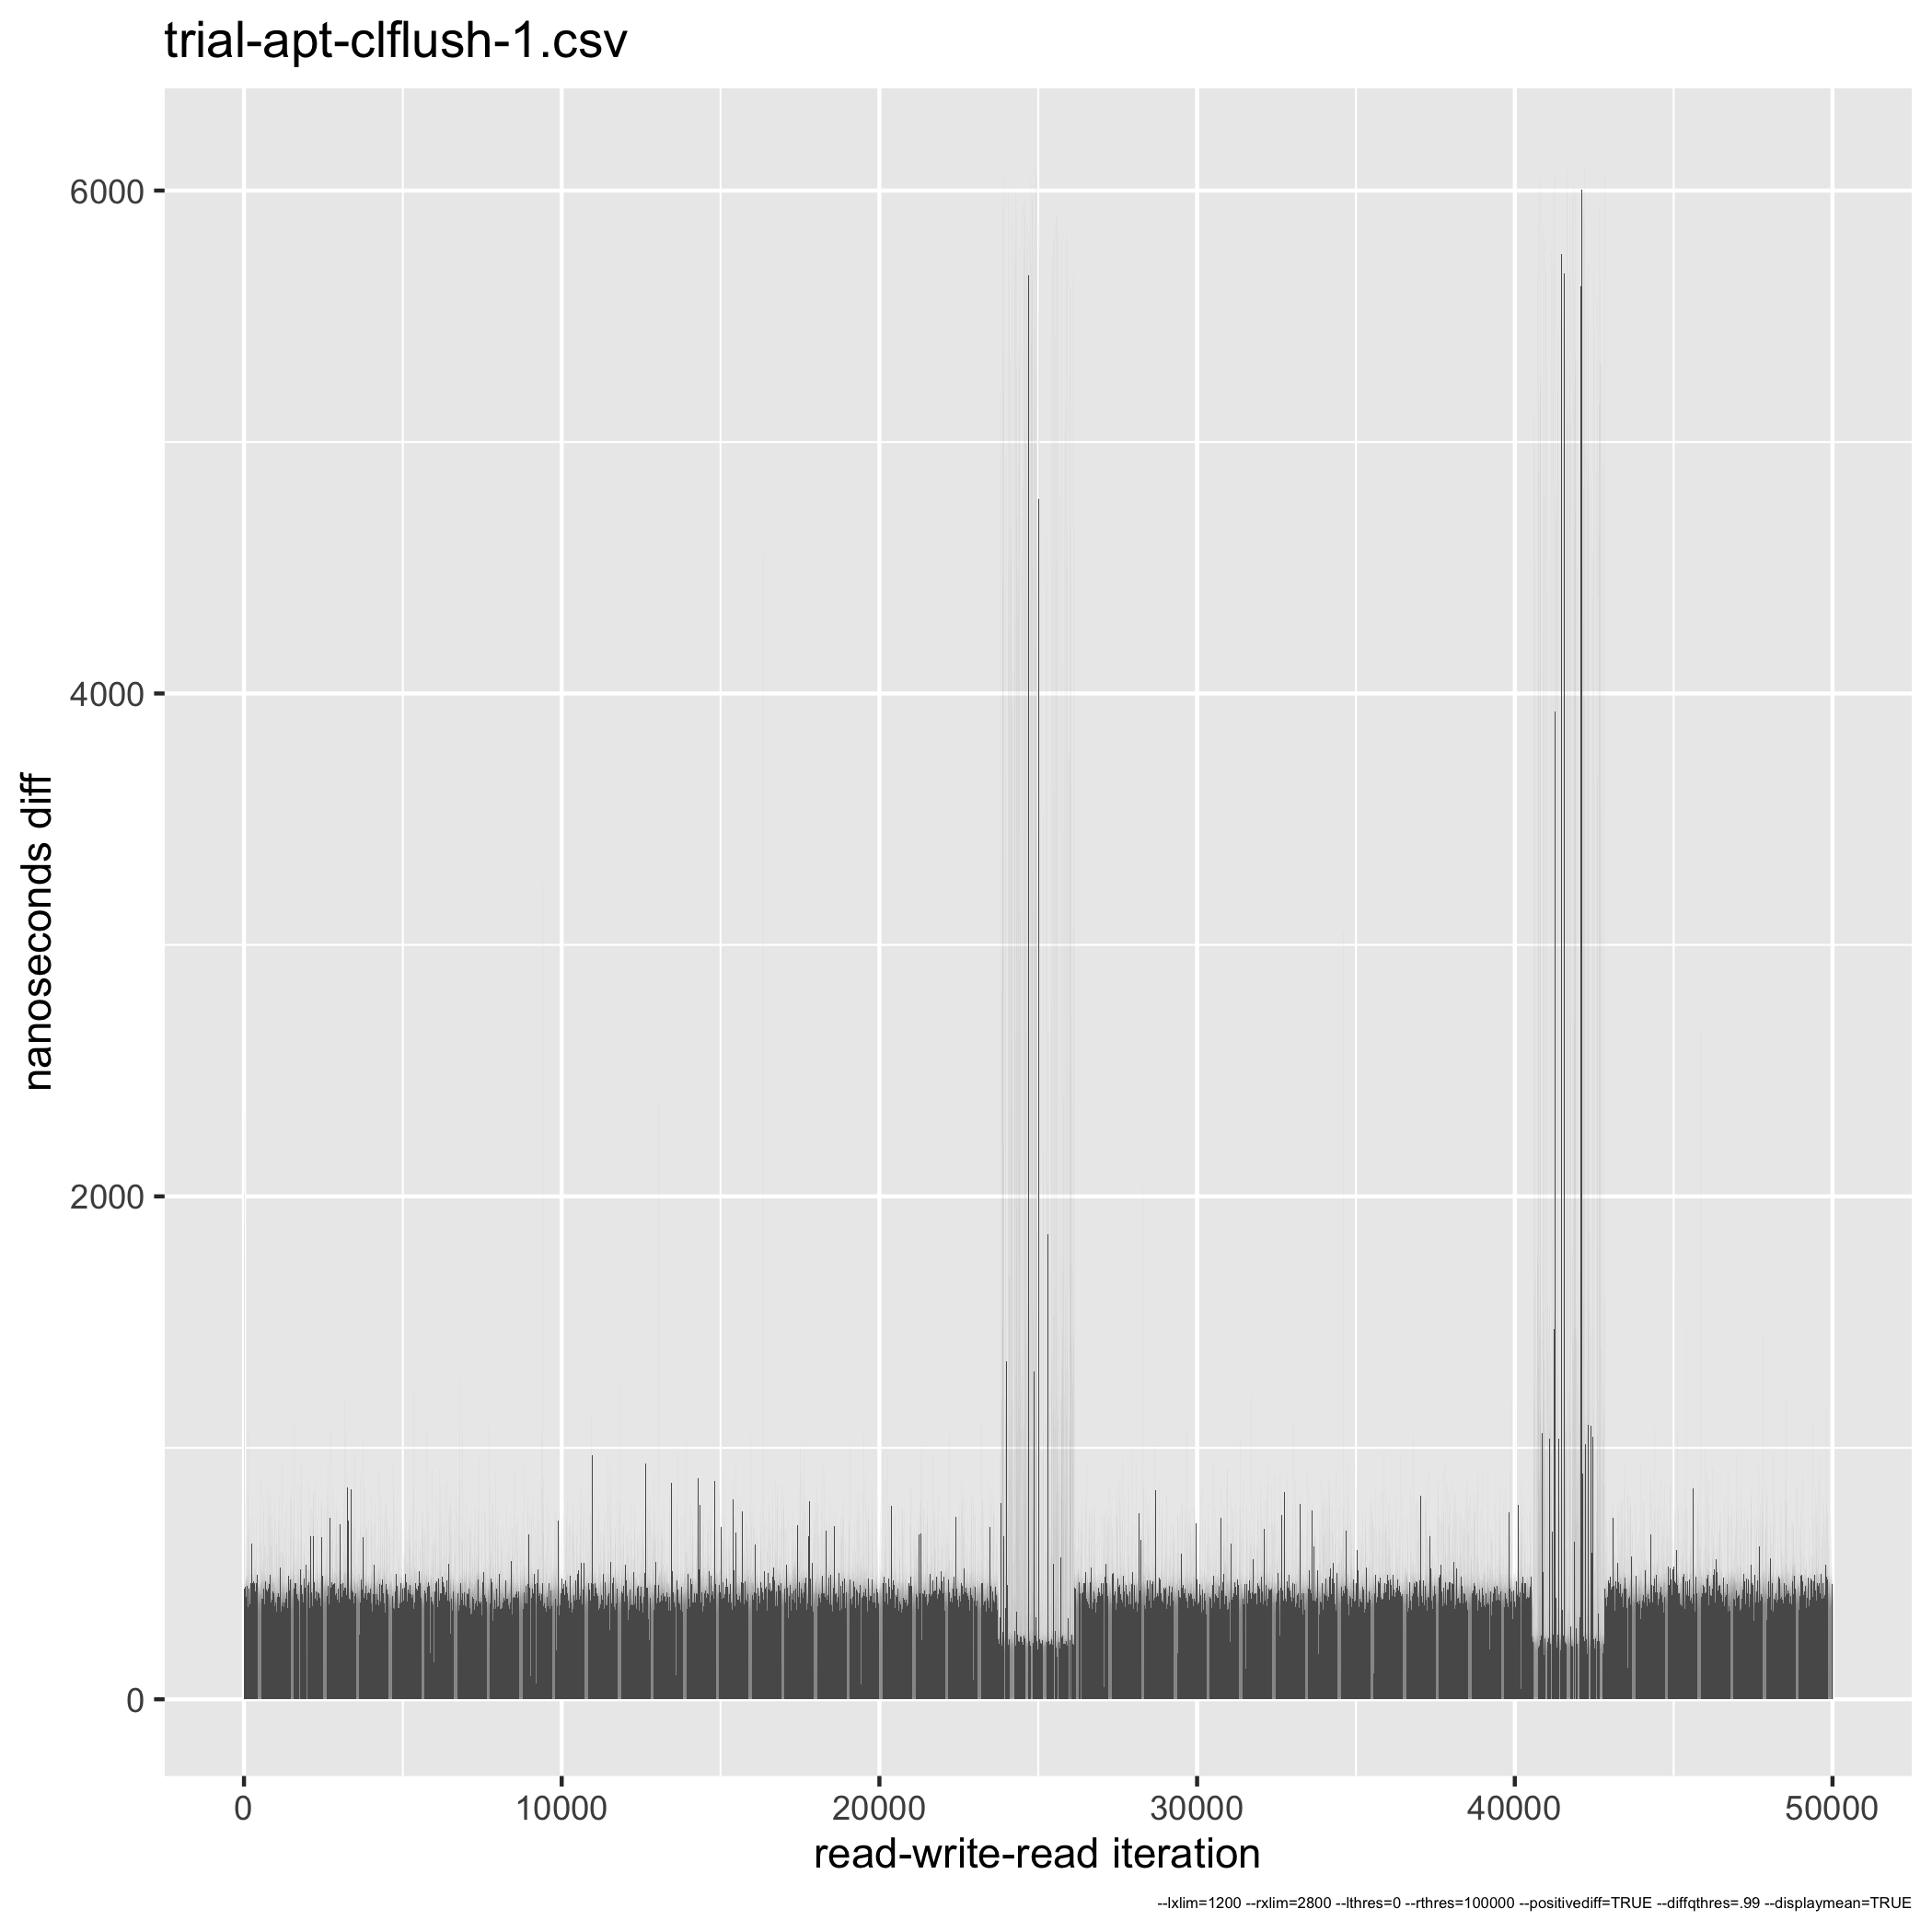 trial-apt-clflush-1.csv
nanoseconds diff
6000
4000
2000
0
0 10000 20000 30000 40000 50000
read-write-read iteration
--lxlim=1200 --rxlim=2800 --lthres=0 --rthres=100000 --positivediff=TRUE --diffqthres=.99 --displaymean=TRUE